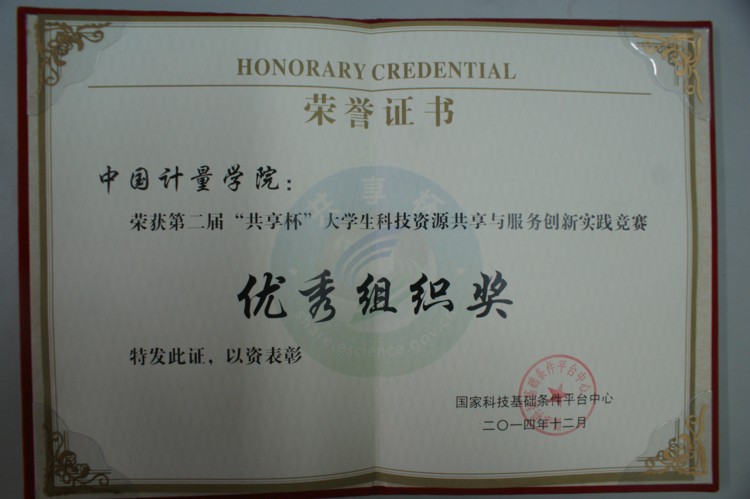 HONORARY CREDENTIAL
荣誉证书
中国计量学院：
荣获第二届“共享杯”大学生科技资源共享与服务创新实践竞赛
优秀组织奖
特发此证，以资表彰
国家科技基础条件平台中心
二〇一四年十二月
共享杯